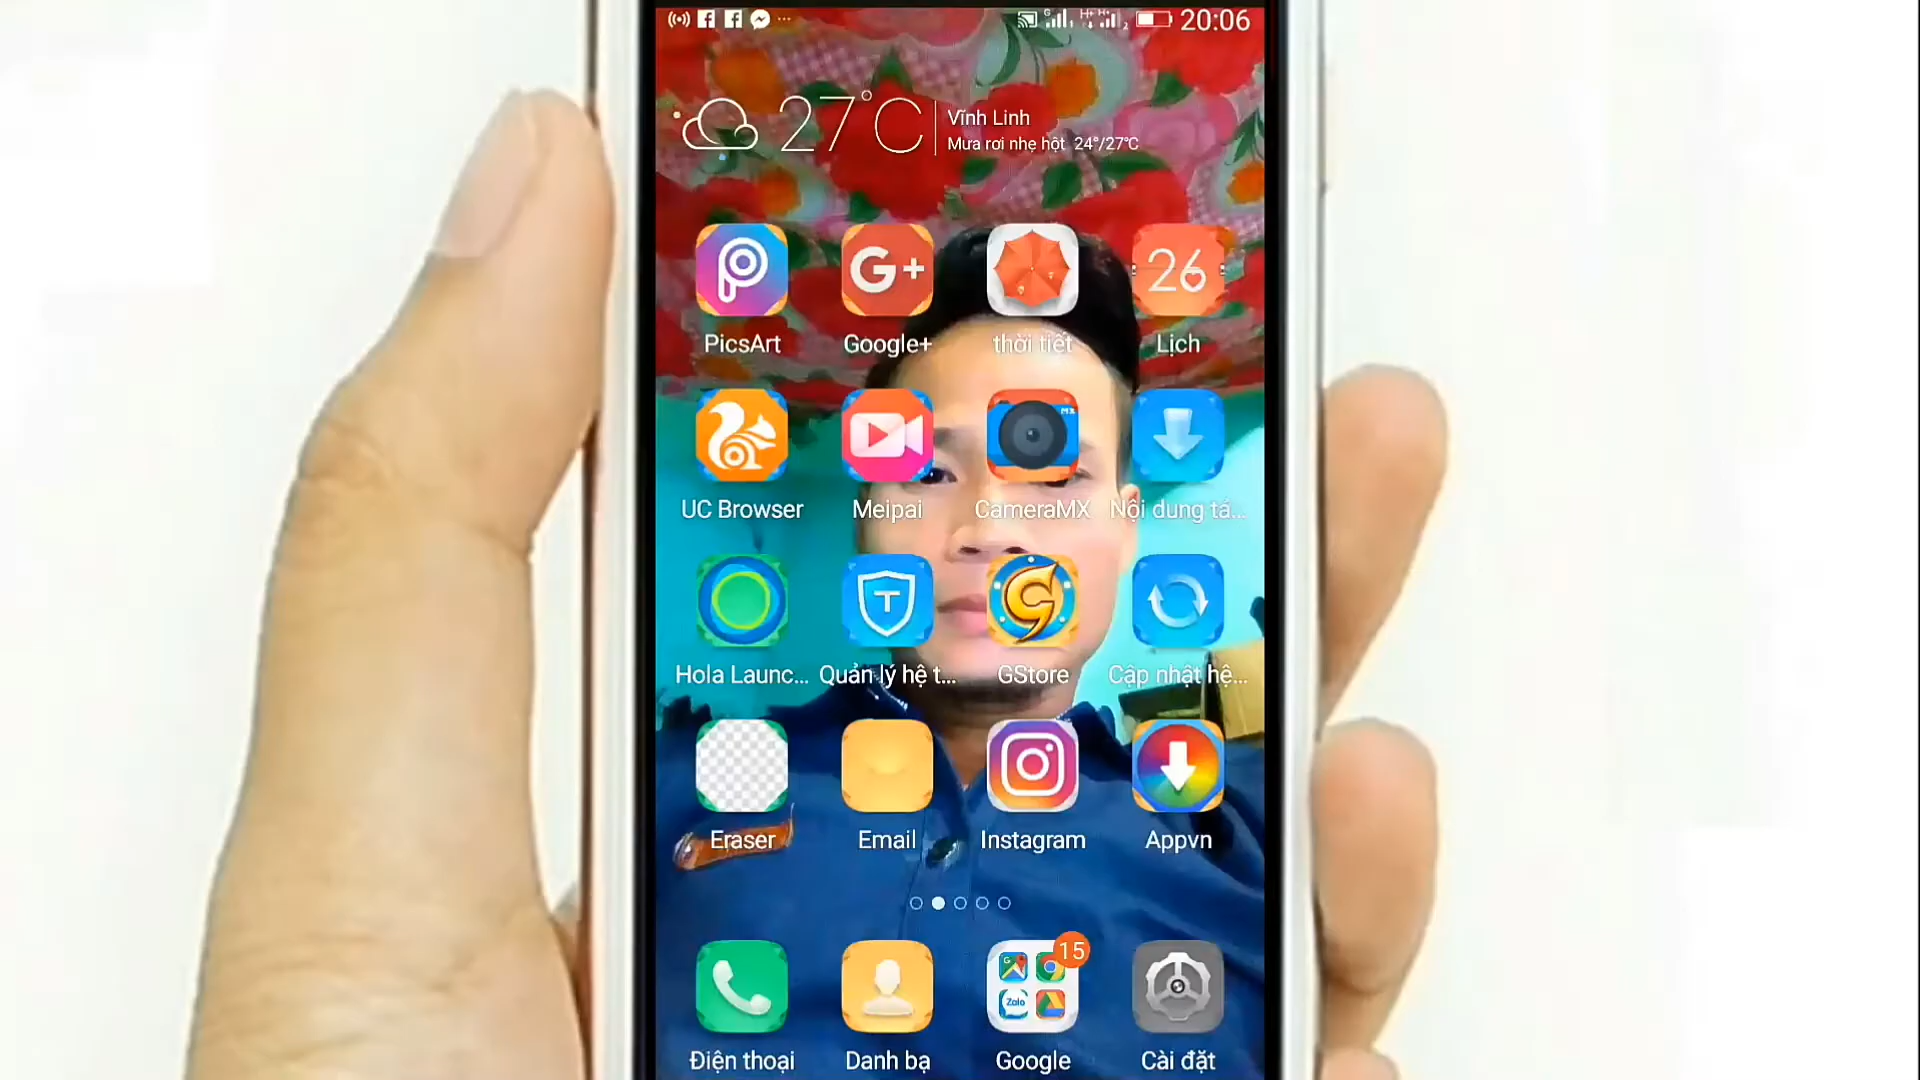 20:06
27°C
Vĩnh Linh
Mưa rơi nhẹ hột 24°/27°C
26
PicsArt
Google+
thời tiết
Lịch
MX
UC Browser
Meipai
CameraMX
Nội dung tả...
Hola Launc...
Quản lý hệ t...
GStore
Cập nhật hệ...
Eraser
Email
Instagram
Appvn
15
Zalo
Điện thoại
Danh bạ
Google
Cài đặt